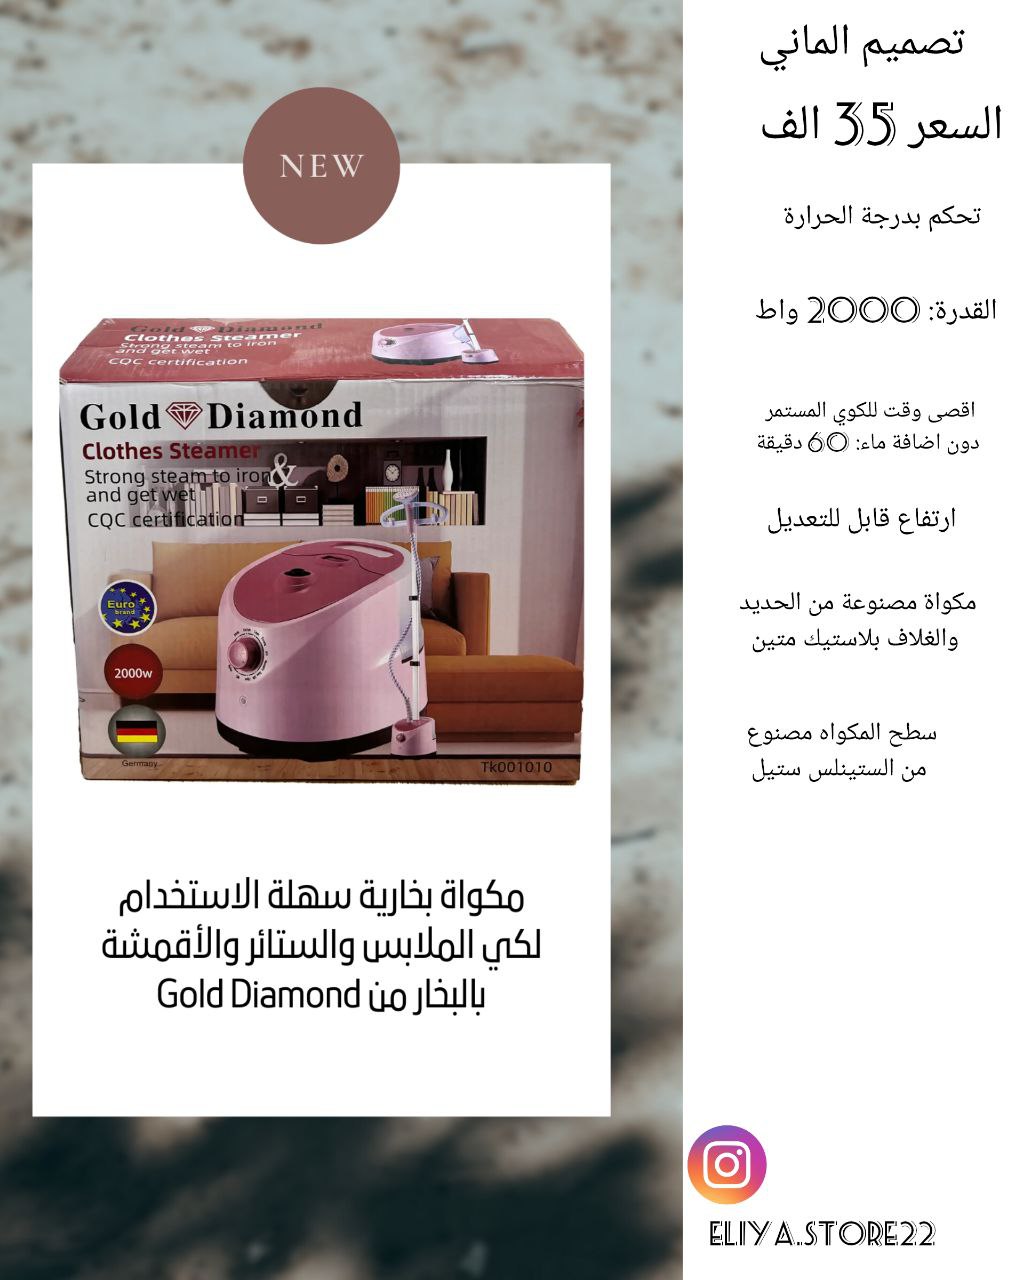 تصميم الماني
السعر 35 الف
تحكم بدرجة الحرارة
القدرة: 2000 واط
اقصى وقت للكوي المستمر
دون اضافة ماء: 60 دقيقة
ارتفاع قابل للتعديل
مكواة مصنوعة من الحديد
والغلاف بلاستيك متين
سطح المكواه مصنوع
من الستينلس ستيل
NEW
Gold Diamond
Clothes Steamer
Strong steam to iron
and get wet
CQC certification
Gold Diamond
Clothes Steamer
Strong steam to iron
and get wet
CQC certification
&
Euro
brand
2000w
Germany
Tk001010
مكواة بخارية سهلة الاستخدام
لكي الملابس والستائر والأقمشة
بالبخار من Gold Diamond
ELIYA.STORE22